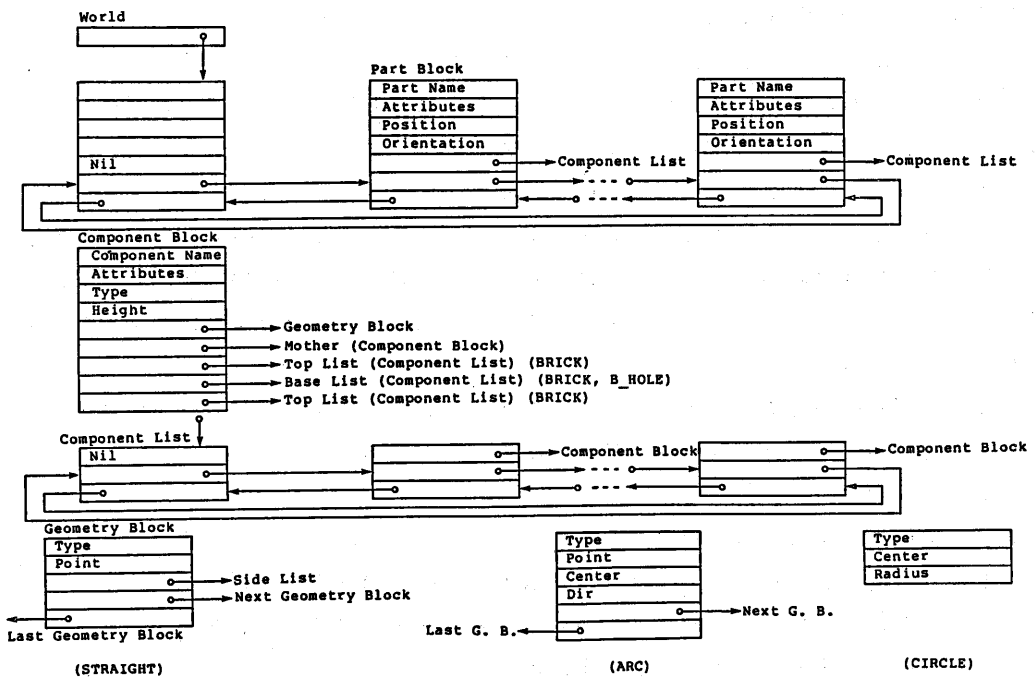 World
Part Block
Part Name
Attributes
Position
Orientation
Component List
Part Name
Attributes
Position
Orientation
Component List
Nil
Component Block
Component Name
Attributes
Type
Height
Geometry Block
Mother (Component Block)
Top List (Component List) (BRICK)
Base List (Component List) (BRICK, B_HOLE)
Top List (Component List) (BRICK)
Component List
Nil
Component Block
Component Block
Geometry Block
Type
Point
Side List
Next Geometry Block
Last Geometry Block
(STRAIGHT)
Type
Point
Center
Dir
Next G. B.
Last G. B.
(ARC)
Type
Center
Radius
(CIRCLE)